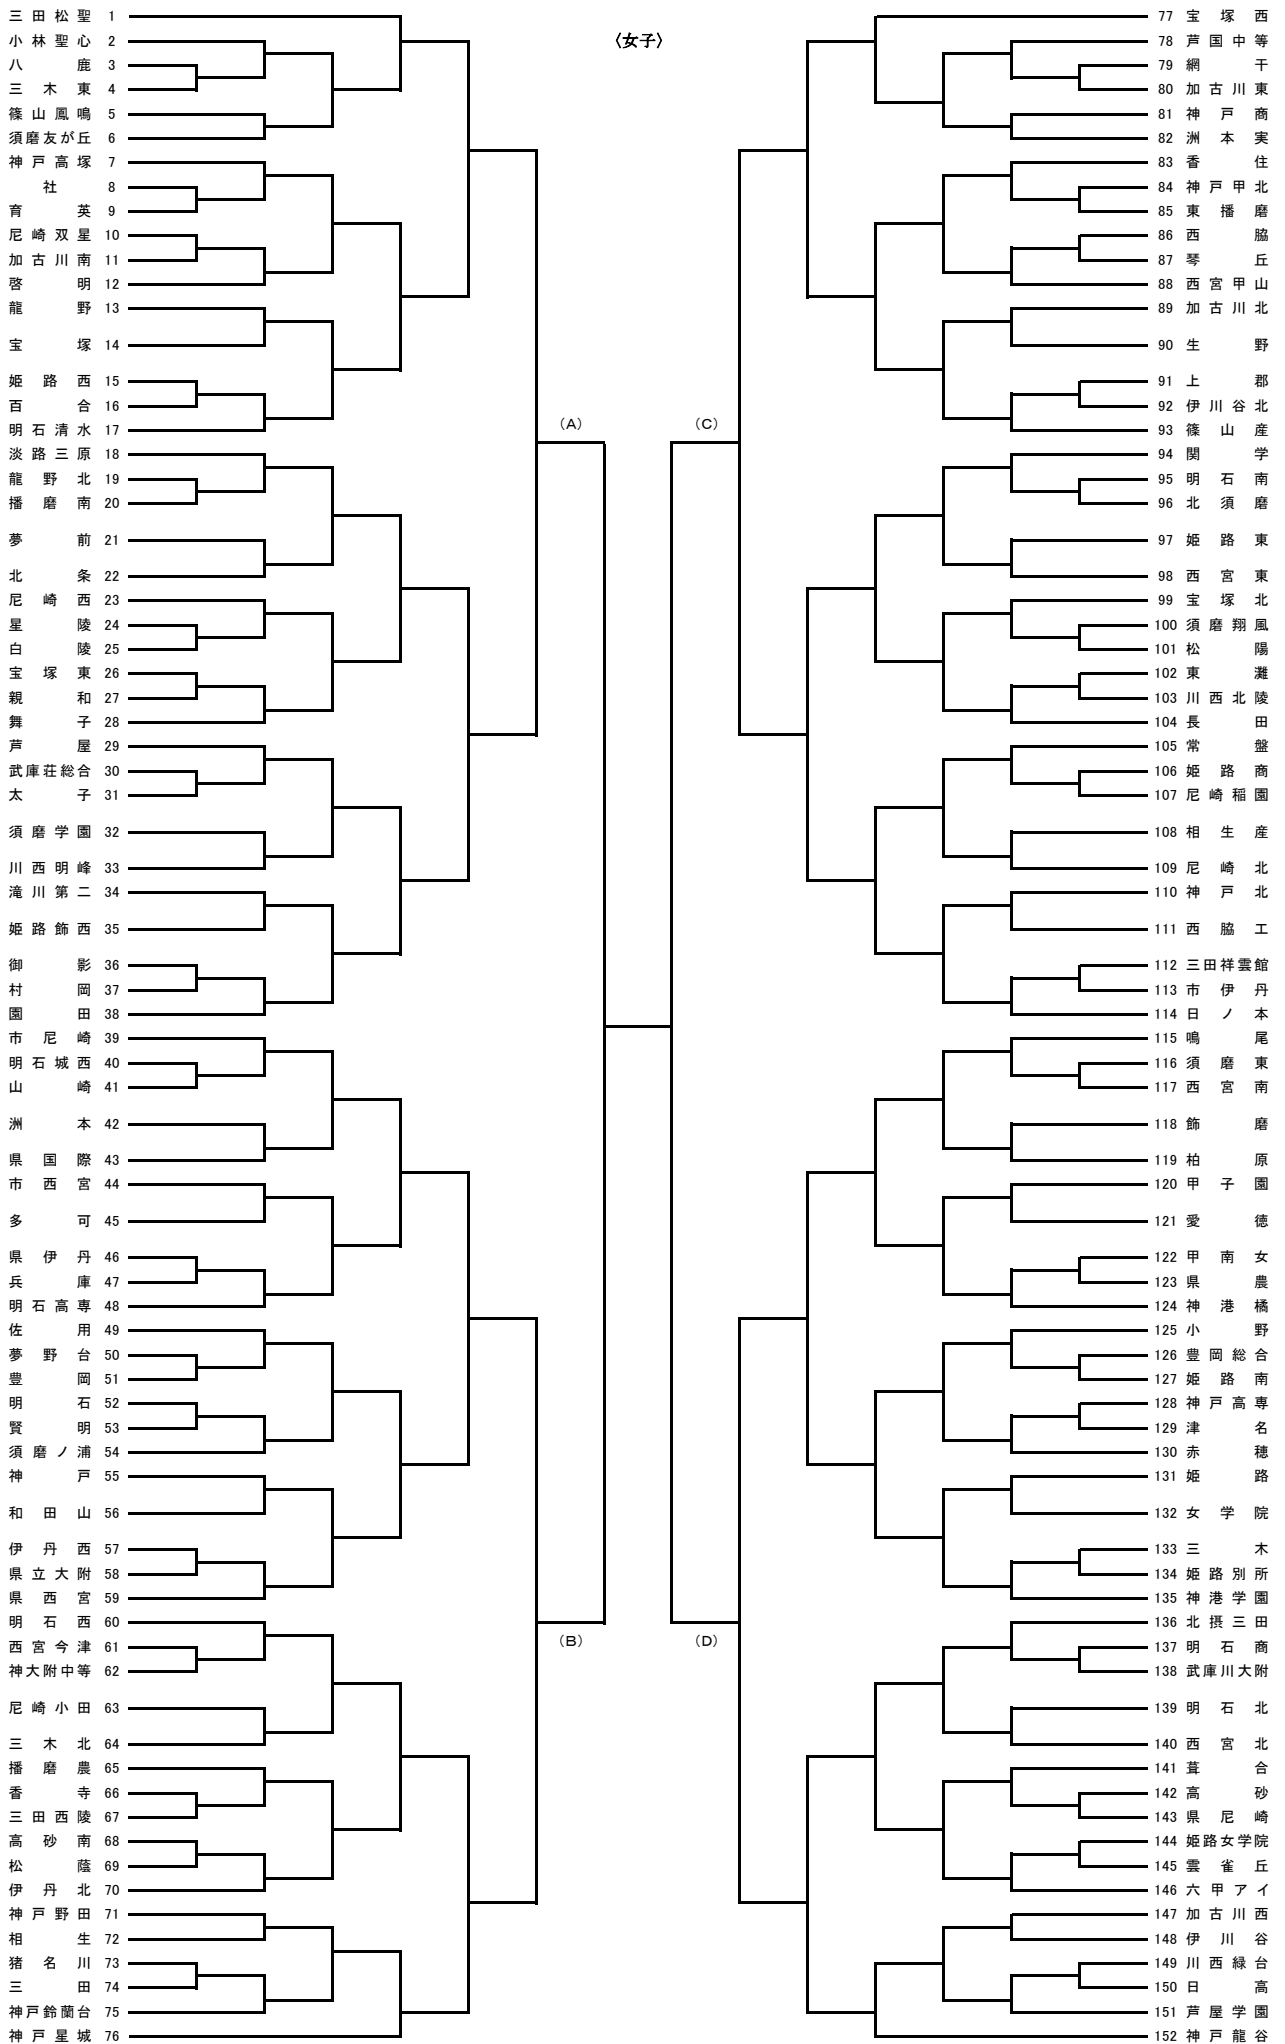 〈女子〉
三田松聖 1
小林聖心 2
八鹿 3
三木東 4
篠山鳳鳴 5
須磨友が丘 6
神戸高塚 7
社 8
育英 9
尼崎双星 10
加古川南 11
啓明 12
龍野 13
宝塚 14
姫路西 15
百合 16
明石清水 17
淡路三原 18
龍野北 19
播磨南 20
夢前 21
北条 22
尼崎西 23
星陵 24
白陵 25
宝塚東 26
親和 27
舞子 28
芦屋 29
武庫荘総合 30
太子 31
須磨学園 32
川西明峰 33
滝川第二 34
姫路飾西 35
御影 36
村岡 37
園田 38
(A)
市尼崎 39
明石城西 40
山崎 41
洲本 42
県国際 43
市西宮 44
多可 45
県伊丹 46
兵庫 47
明石高専 48
佐用 49
夢野台 50
豊岡 51
明石 52
賢明 53
須磨ノ浦 54
神戸 55
和田山 56
伊丹西 57
県立大附 58
県西宮 59
明石西 60
西宮今津 61
神大附中等 62
尼崎小田 63
三木北 64
播磨農 65
香寺 66
三田西陵 67
高砂南 68
松蔭 69
伊丹北 70
神戸野田 71
相生 72
猪名川 73
三田 74
神戸鈴蘭台 75
神戸星城 76
(B)
77 宝塚西
78 芦国中等
79 網干
80 加古川東
81 神戸商
82 洲本実
83 香住
84 神戸甲北
85 東播磨
86 西脇
87 琴丘
88 西宮甲山
89 加古川北
90 生野
91 上郡
92 伊川谷北
93 篠山産
94 関学
95 明石南
96 北須磨
97 姫路東
98 西宮東
99 宝塚北
100 須磨翔風
101 松陽
102 東灘
103 川西北陵
104 長田
105 常盤
106 姫路商
107 尼崎稲園
108 相生産
109 尼崎北
110 神戸北
111 西脇工
112 三田祥雲館
113 市伊丹
114 日ノ本
(C)
115 鳴尾
116 須磨東
117 西宮南
118 飾磨
119 柏原
120 甲子園
121 愛徳
122 甲南女
123 県農
124 神港橘
125 小野
126 豊岡総合
127 姫路南
128 神戸高専
129 津名
130 赤穂
131 姫路
132 女学院
133 三木
134 姫路別所
135 神港学園
136 北摂三田
137 明石商
138 武庫川大附
139 明石北
140 西宮北
141 葺合
142 高砂
143 県尼崎
144 姫路女学院
145 雲雀丘
146 六甲アイ
147 加古川西
148 伊川谷
149 川西緑台
150 日高
151 芦屋学園
152 神戸龍谷
(D)